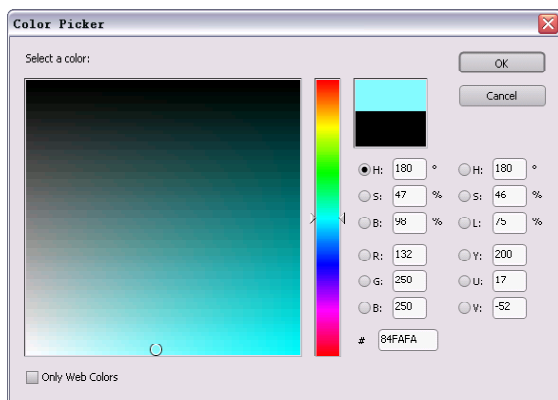 Color Picker
Select a color:
OK
Cancel
H: 180 ° H: 180 °
S: 47 % S: 46 %
B: 98 % L: 75 %
R: 132 Y: 200
G: 250 U: 17
B: 250 V: -52
# 84FAFA
Only Web Colors